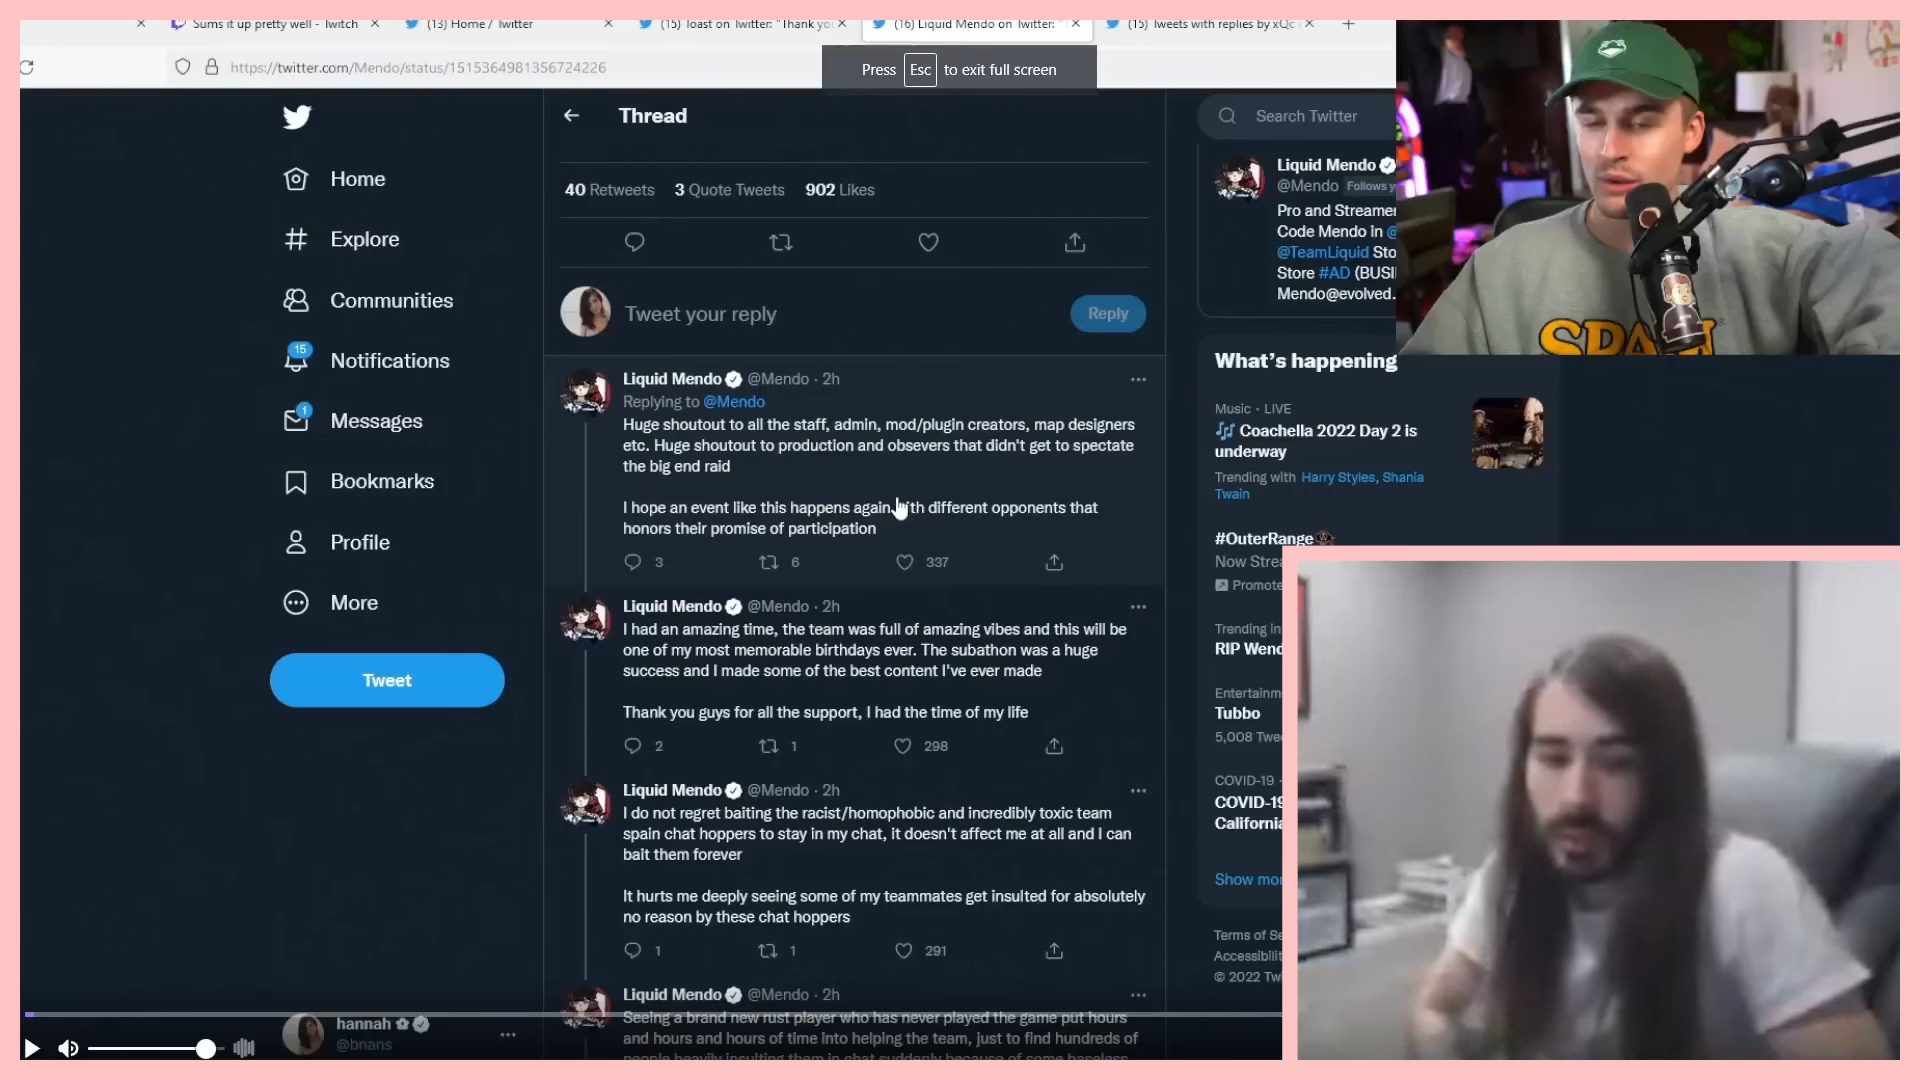 Sums it up pretty well - Twitch
(13) Home / Twitter
(15) Toast on Twitter: "Thank you
(16) Liquid Mendo on Twitter: "
(15) Tweets with replies by xQc
https://twitter.com/Mendo/status/1515364981356724226
Press Esc to exit full screen
Home
Explore
Communities
15
Notifications
1
Messages
Bookmarks
Profile
More
Tweet
hannah
@bnans
Thread
40 Retweets 3 Quote Tweets 902 Likes
Tweet your reply
Reply
Liquid Mendo @Mendo · 2h
Replying to @Mendo
Huge shoutout to all the staff, admin, mod/plugin creators, map designers
etc. Huge shoutout to production and obsevers that didn't get to spectate
the big end raid
I hope an event like this happens again with different opponents that
honors their promise of participation
3 6 337
Liquid Mendo @Mendo · 2h
I had an amazing time, the team was full of amazing vibes and this will be
one of my most memorable birthdays ever. The subathon was a huge
success and I made some of the best content I've ever made
Thank you guys for all the support, I had the time of my life
2 1 298
Liquid Mendo @Mendo · 2h
I do not regret baiting the racist/homophobic and incredibly toxic team
spain chat hoppers to stay in my chat, it doesn't affect me at all and I can
bait them forever
It hurts me deeply seeing some of my teammates get insulted for absolutely
no reason by these chat hoppers
1 1 291
Liquid Mendo @Mendo · 2h
Seeing a brand new rust player who has never played the game put hours
and hours and hours of time into helping the team, just to find hundreds of
people heavily insulting them in chat suddenly because of some baseless
Search Twitter
Liquid Mendo
@Mendo Follows y
Pro and Streamer
Code Mendo in @
@TeamLiquid Sto
Store #AD (BUSI
Mendo@evolved.
What's happening
Music · LIVE
Coachella 2022 Day 2 is
underway
Trending with Harry Styles, Shania
Twain
#OuterRange
Now Strea
Promote
Trending in
RIP Wend
Entertainm
Tubbo
5,008 Twe
COVID-19 ·
COVID-19
California
Show mor
Terms of Se
Accessibilit
© 2022 Twi
SPAM